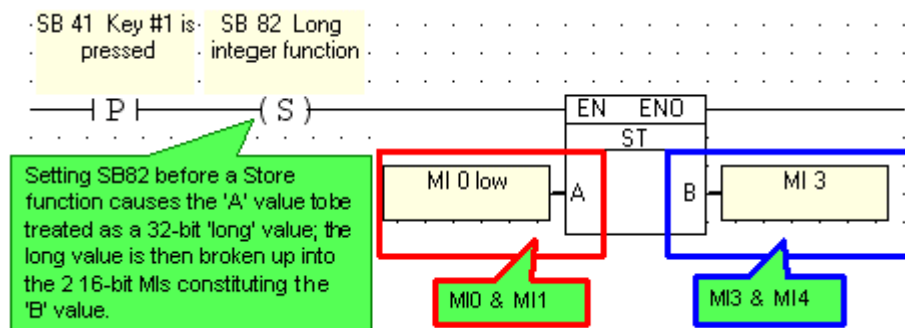 SB 41 Key #1 is
pressed
SB 82 Long
integer function
P
(S)
EN ENO
ST
MI 0 low
A
B
MI 3
Setting SB82 before a Store
function causes the 'A' value to be
treated as a 32-bit 'long' value; the
long value is then broken up into
the 2 16-bit MIs constituting the
'B' value.
MI0 & MI1
MI3 & MI4